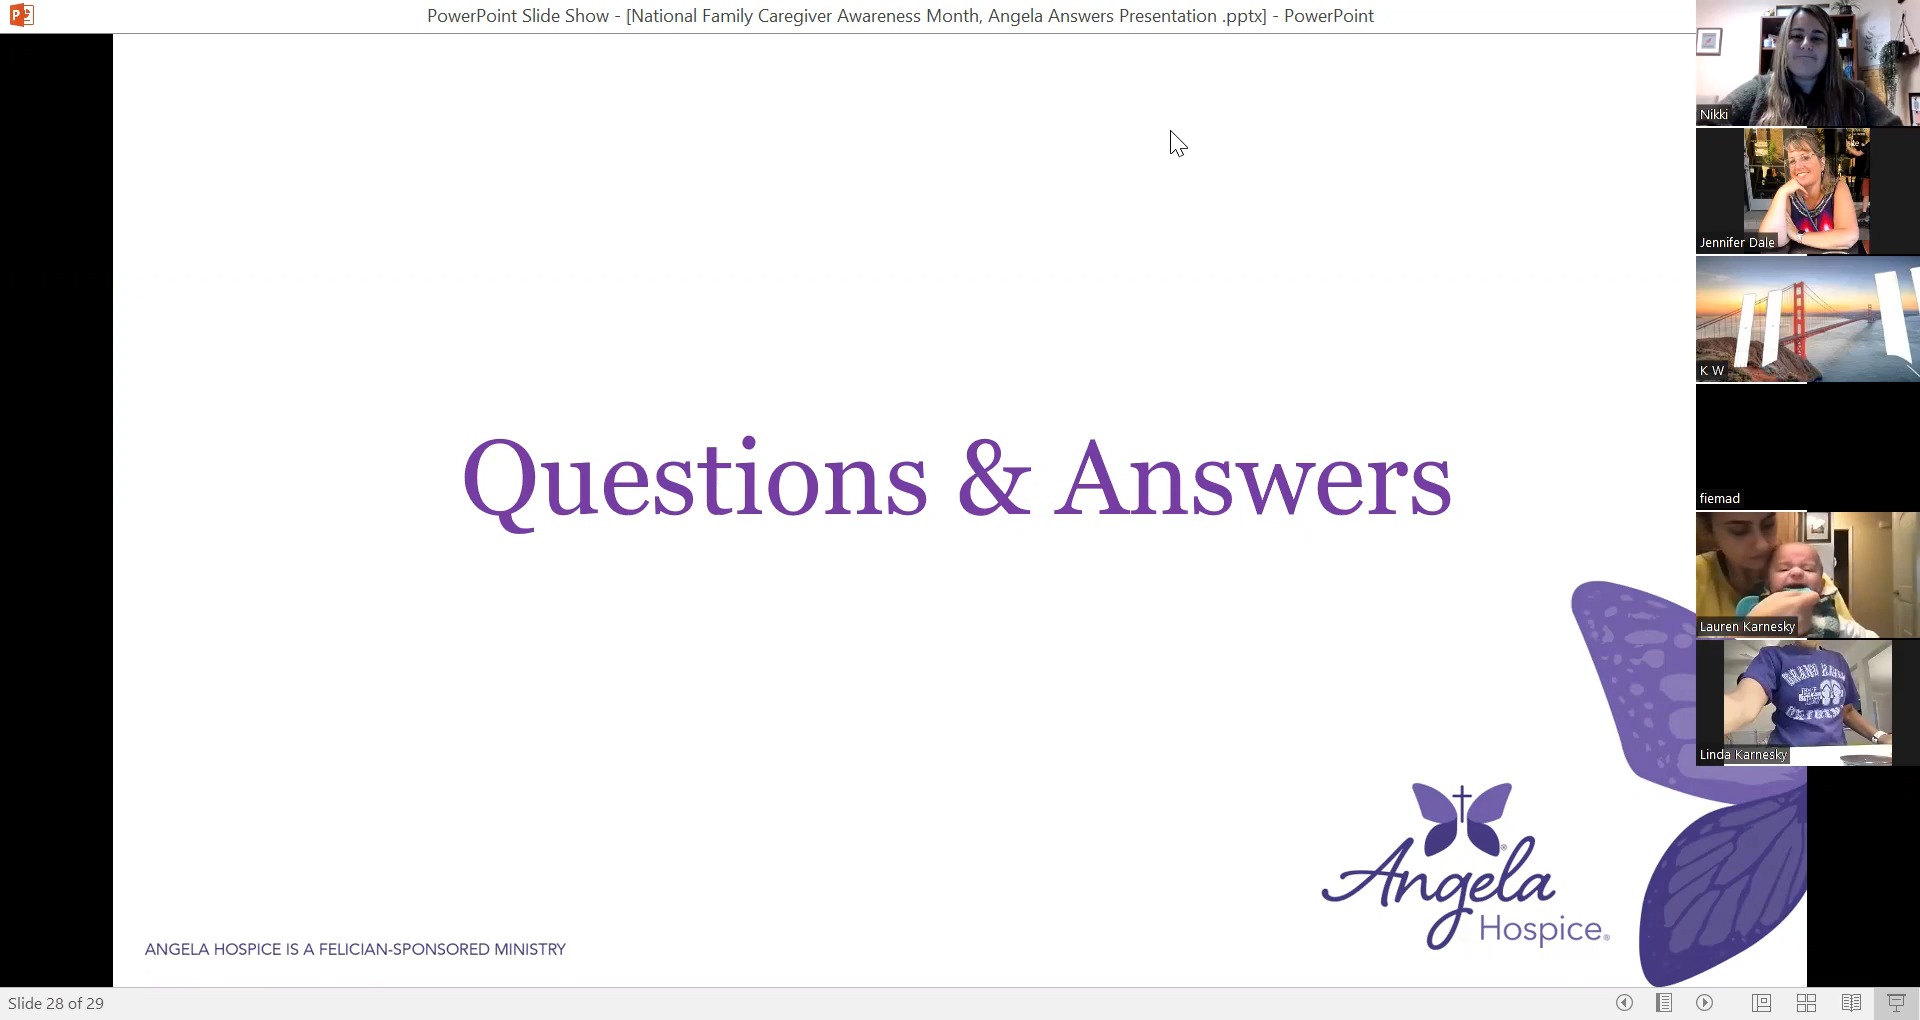 PowerPoint Slide Show - [National Family Caregiver Awareness Month, Angela Answers Presentation .pptx] - PowerPoint
Nikki
Jennifer Dale
K W
fiemad
Lauren Karnesky
Linda Karnesky
Questions & Answers
Angela
Hospice®
ANGELA HOSPICE IS A FELICIAN-SPONSORED MINISTRY
Slide 28 of 29